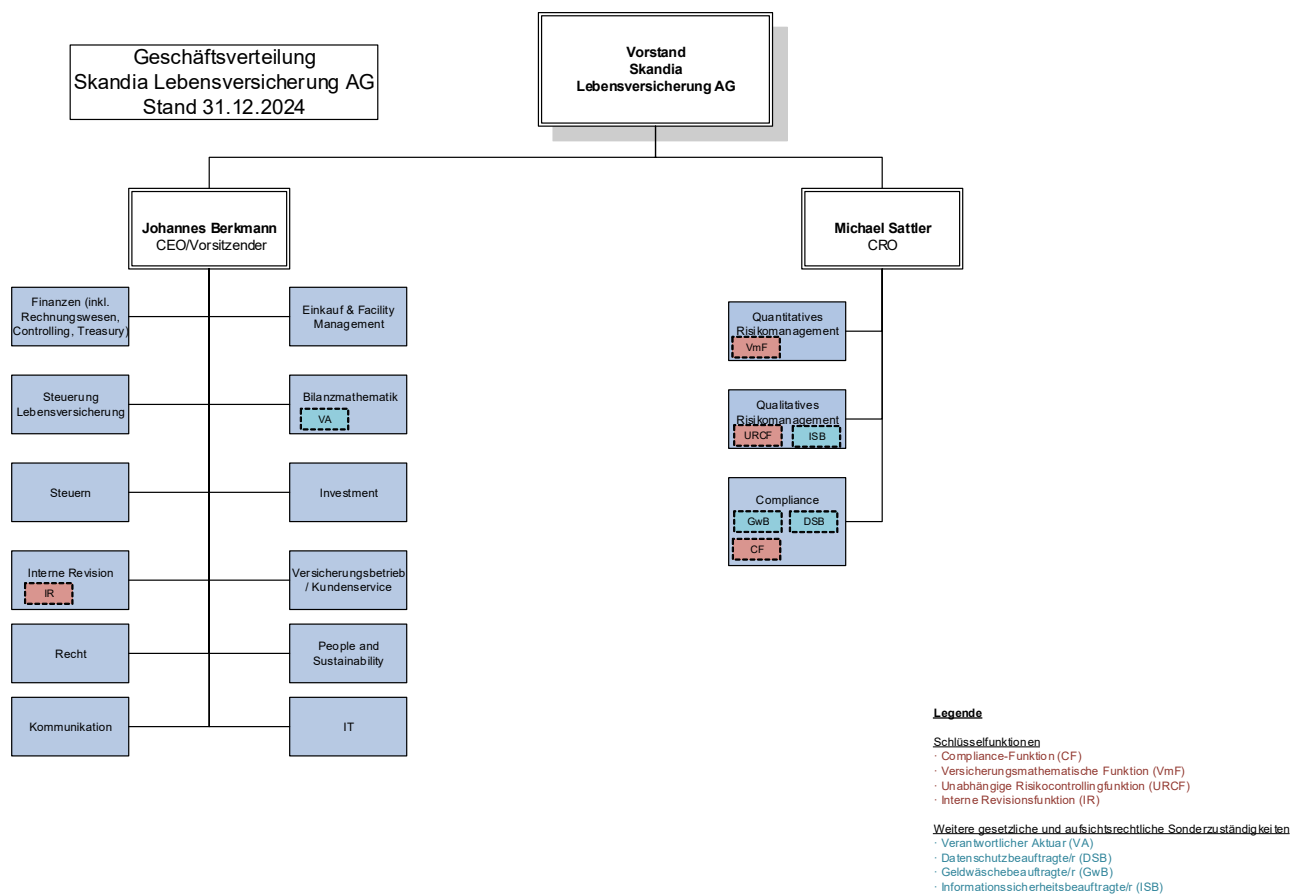 Geschäftsverteilung
Skandia Lebensversicherung AG
Stand 31.12.2024
Vorstand
Skandia
Lebensversicherung AG
Johannes Berkmann
CEO/Vorsitzender
Michael Sattler
CRO
Finanzen (inkl.
Rechnungswesen,
Controlling, Treasury)
Einkauf & Facility
Management
Steuerung
Lebensversicherung
Bilanzmathematik
VA
Steuern
Investment
Interne Revision
IR
Versicherungsbetrieb
/ Kundenservice
Recht
People and
Sustainability
Kommunikation
IT
Quantitatives
Risikomanagement
VmF
Qualitatives
Risikomanagement
URCF
ISB
Compliance
GwB
DSB
CF
Legende
Schlüsselfunktionen
· Compliance-Funktion (CF)
· Versicherungsmathematische Funktion (VmF)
· Unabhängige Risikocontrollingfunktion (URCF)
· Interne Revisionsfunktion (IR)
Weitere gesetzliche und aufsichtsrechtliche Sonderzuständigkeiten
· Verantwortlicher Aktuar (VA)
· Datenschutzbeauftragte/r (DSB)
· Geldwäschebeauftragte/r (GwB)
· Informationssicherheitsbeauftragte/r (ISB)